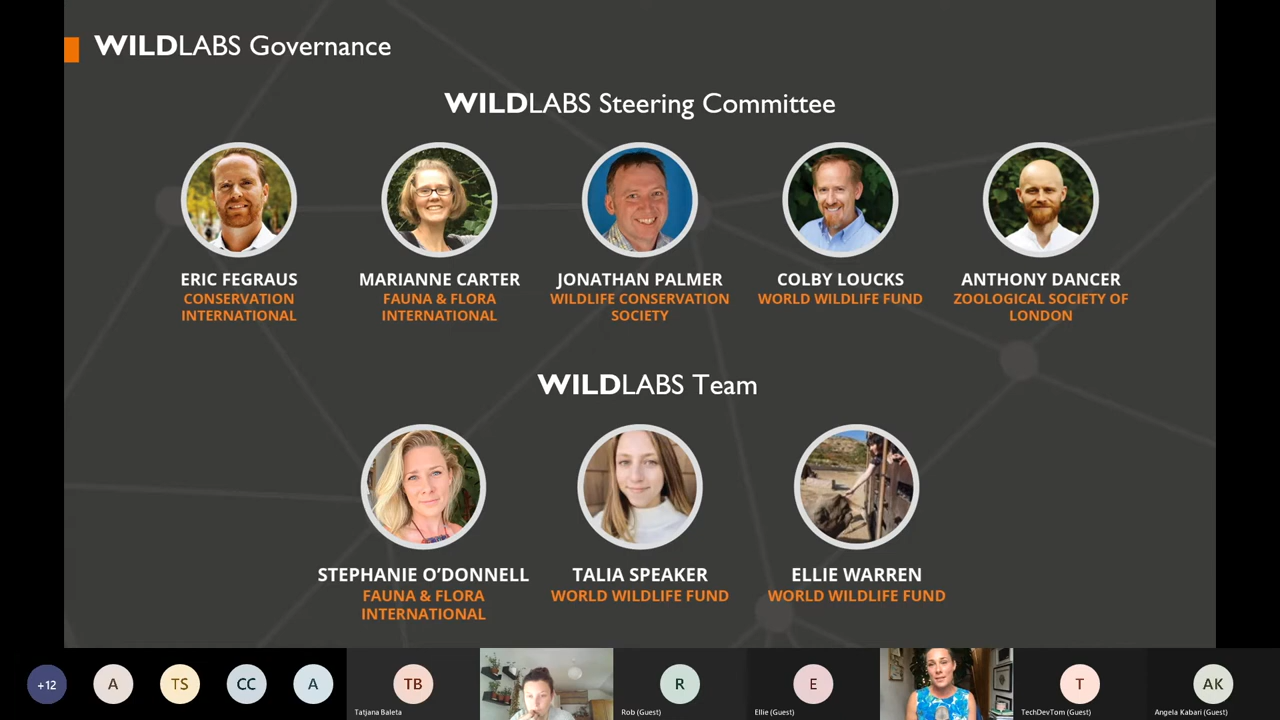 WILDLABS Governance
WILDLABS Steering Committee
ERIC FEGRAUS
CONSERVATION
INTERNATIONAL
MARIANNE CARTER
FAUNA & FLORA
INTERNATIONAL
JONATHAN PALMER
WILDLIFE CONSERVATION
SOCIETY
COLBY LOUCKS
WORLD WILDLIFE FUND
ANTHONY DANCER
ZOOLOGICAL SOCIETY OF
LONDON
WILDLABS Team
STEPHANIE O’DONNELL
FAUNA & FLORA
INTERNATIONAL
TALIA SPEAKER
WORLD WILDLIFE FUND
ELLIE WARREN
WORLD WILDLIFE FUND
+12
A
TS
CC
A
TB
Tatjana Baleta
R
Rob (Guest)
E
Ellie (Guest)
T
TechDevTom (Guest)
AK
Angela Kabari (Guest)